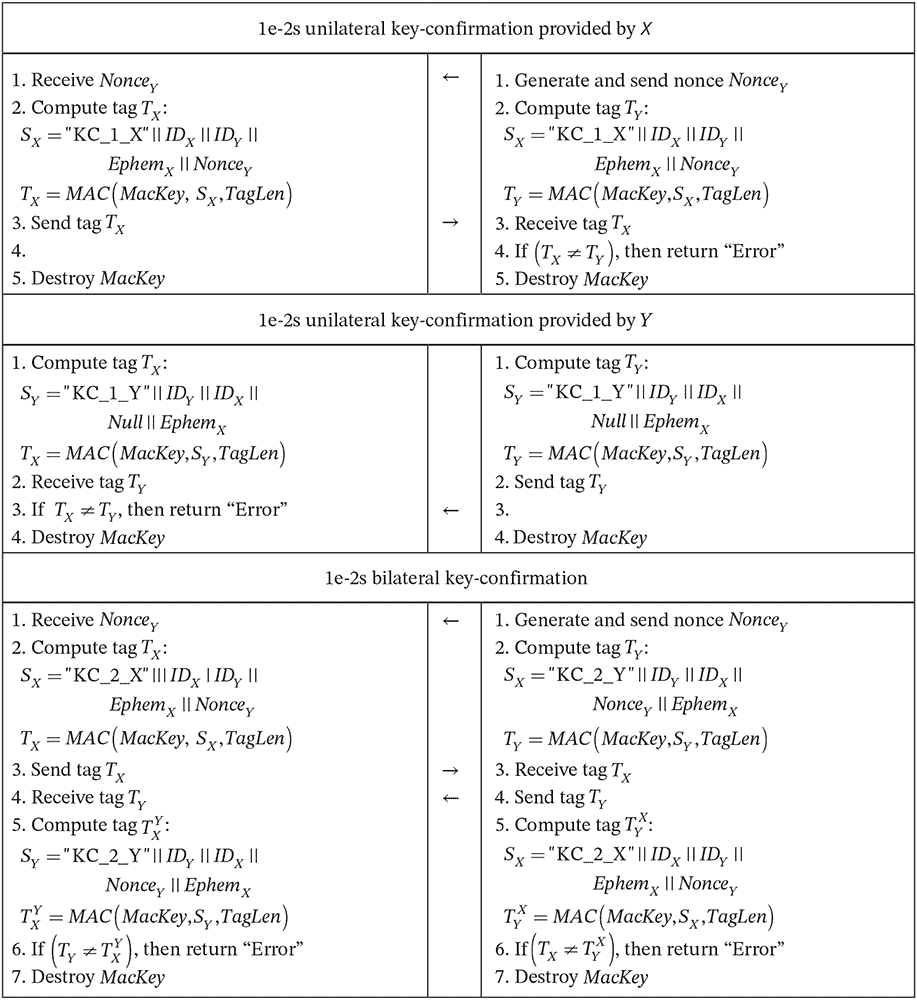 1e-2s unilateral key-confirmation provided by X
1. Receive Nonce_Y
←
1. Generate and send nonce Nonce_Y
2. Compute tag T_X:
2. Compute tag T_Y:
S_X = "KC_1_X" || ID_X || ID_Y ||
S_X = "KC_1_X" || ID_X || ID_Y ||
Ephem_X || Nonce_Y
Ephem_X || Nonce_Y
T_X = MAC(MacKey, S_X, TagLen)
T_Y = MAC(MacKey, S_X, TagLen)
3. Send tag T_X
→
3. Receive tag T_X
4.
4. If (T_X ≠ T_Y), then return “Error”
5. Destroy MacKey
5. Destroy MacKey
1e-2s unilateral key-confirmation provided by Y
1. Compute tag T_X:
1. Compute tag T_Y:
S_Y = "KC_1_Y" || ID_Y || ID_X ||
S_Y = "KC_1_Y" || ID_Y || ID_X ||
Null || Ephem_X
Null || Ephem_X
T_X = MAC(MacKey, S_Y, TagLen)
T_Y = MAC(MacKey, S_Y, TagLen)
2. Receive tag T_Y
2. Send tag T_Y
3. If T_X ≠ T_Y, then return “Error”
←
3.
4. Destroy MacKey
4. Destroy MacKey
1e-2s bilateral key-confirmation
1. Receive Nonce_Y
←
1. Generate and send nonce Nonce_Y
2. Compute tag T_X:
2. Compute tag T_Y:
S_X = "KC_2_X" ||| ID_X | ID_Y ||
S_X = "KC_2_Y" || ID_Y || ID_X ||
Ephem_X || Nonce_Y
Nonce_Y || Ephem_X
T_X = MAC(MacKey, S_X, TagLen)
T_Y = MAC(MacKey, S_Y, TagLen)
3. Send tag T_X
→
3. Receive tag T_X
4. Receive tag T_Y
←
4. Send tag T_Y
5. Compute tag T_X^Y:
5. Compute tag T_Y^X:
S_Y = "KC_2_Y" || ID_Y || ID_X ||
S_X = "KC_2_X" || ID_X || ID_Y ||
Nonce_Y || Ephem_X
Ephem_X || Nonce_Y
T_X^Y = MAC(MacKey, S_Y, TagLen)
T_Y^X = MAC(MacKey, S_X, TagLen)
6. If (T_Y ≠ T_X^Y), then return “Error”
6. If (T_X ≠ T_Y^X), then return “Error”
7. Destroy MacKey
7. Destroy MacKey